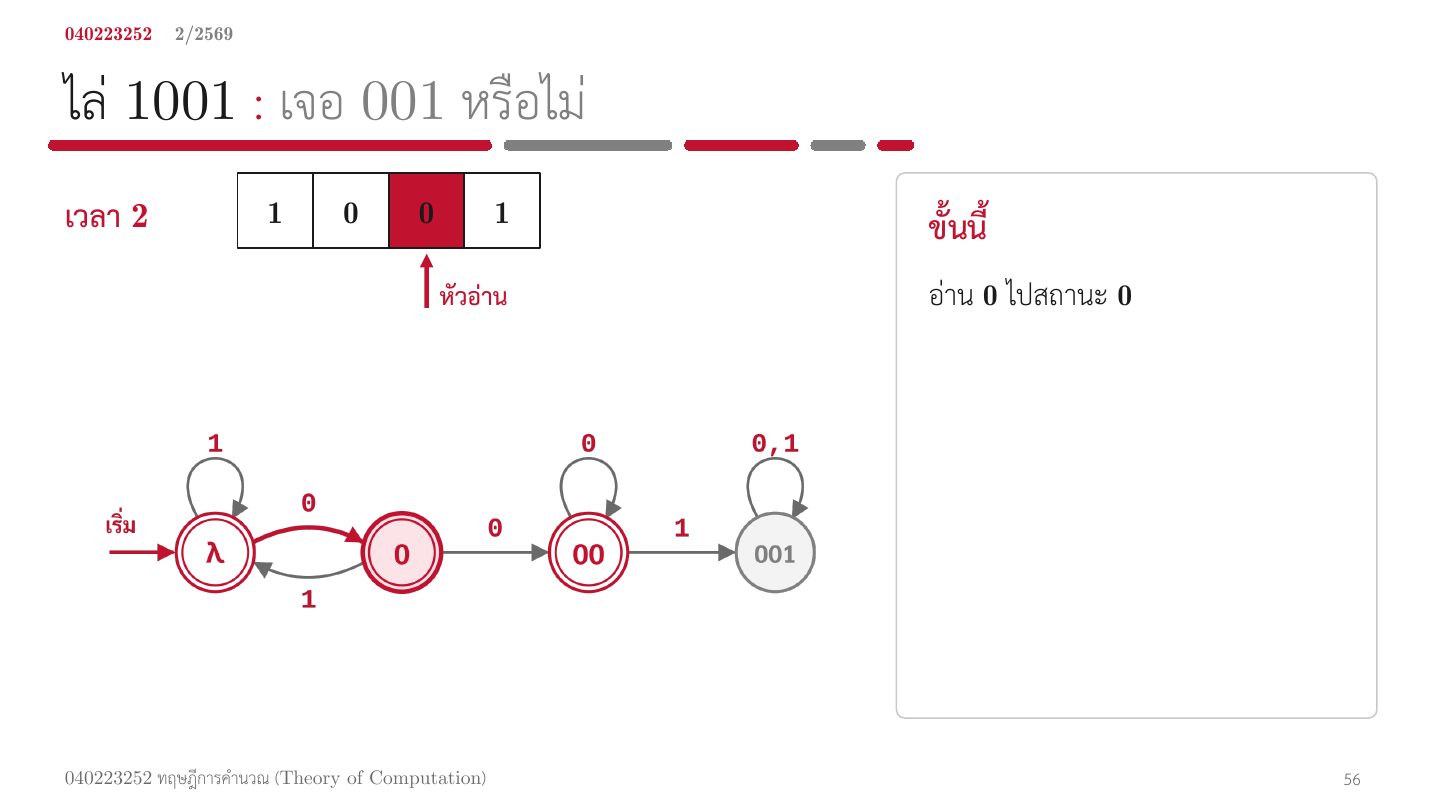 040223252 2/2569
ไล่ 1001 : เจอ 001 หรือไม่
เวลา 2
1 0 0 1
หัวอ่าน
ขั้นนี้
อ่าน 0 ไปสถานะ 0
1
0
0,1
0
0
1
เริ่ม
λ
0
00
001
1
040223252 ทฤษฎีการคำนวณ (Theory of Computation)
56